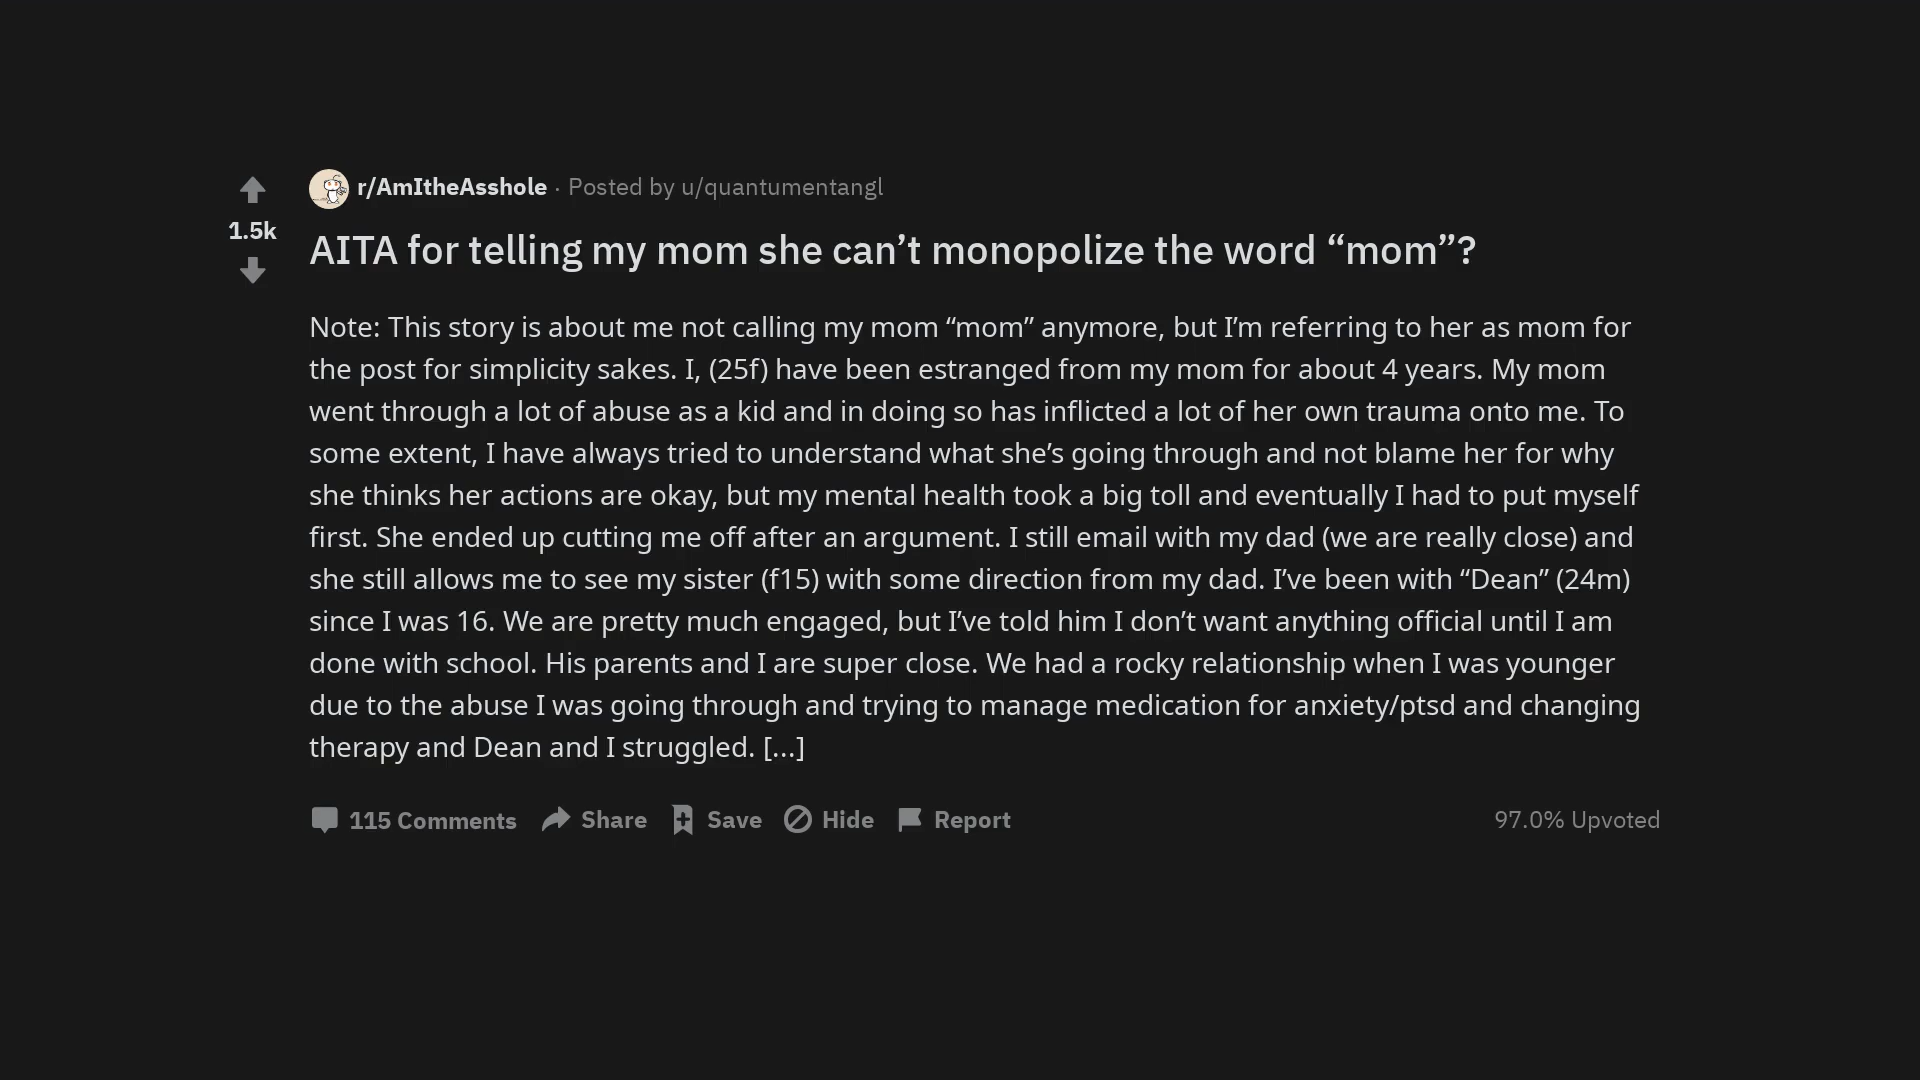 r/AmItheAsshole · Posted by u/quantumentangl
1.5k
AITA for telling my mom she can’t monopolize the word “mom”?
Note: This story is about me not calling my mom “mom” anymore, but I’m referring to her as mom for
the post for simplicity sakes. I, (25f) have been estranged from my mom for about 4 years. My mom
went through a lot of abuse as a kid and in doing so has inflicted a lot of her own trauma onto me. To
some extent, I have always tried to understand what she’s going through and not blame her for why
she thinks her actions are okay, but my mental health took a big toll and eventually I had to put myself
first. She ended up cutting me off after an argument. I still email with my dad (we are really close) and
she still allows me to see my sister (f15) with some direction from my dad. I’ve been with “Dean” (24m)
since I was 16. We are pretty much engaged, but I’ve told him I don’t want anything official until I am
done with school. His parents and I are super close. We had a rocky relationship when I was younger
due to the abuse I was going through and trying to manage medication for anxiety/ptsd and changing
therapy and Dean and I struggled. [...]
115 Comments Share Save Hide Report 97.0% Upvoted